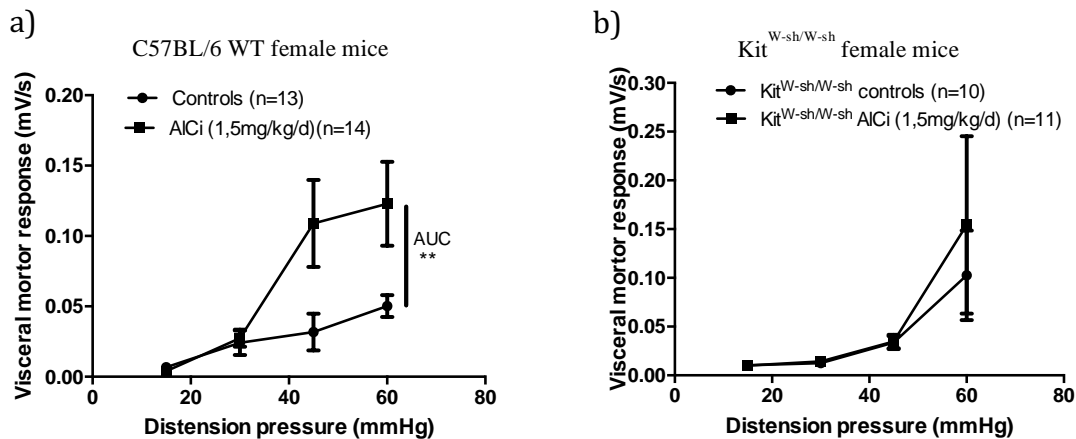 a)
C57BL/6 WT female mice
Visceral mortor response (mV/s)
0.20
0.15
0.10
0.05
0.00
Controls (n=13)
AlCi (1,5mg/kg/d)(n=14)
AUC
**
0 20 40 60 80
Distension pressure (mmHg)
b)
Kit W-sh/W-sh female mice
Visceral mortor response (mV/s)
0.30
0.25
0.20
0.15
0.10
0.05
0.00
Kit W-sh/W-sh controls (n=10)
Kit W-sh/W-sh AlCi (1,5mg/kg/d) (n=11)
0 20 40 60 80
Distension pressure (mmHg)